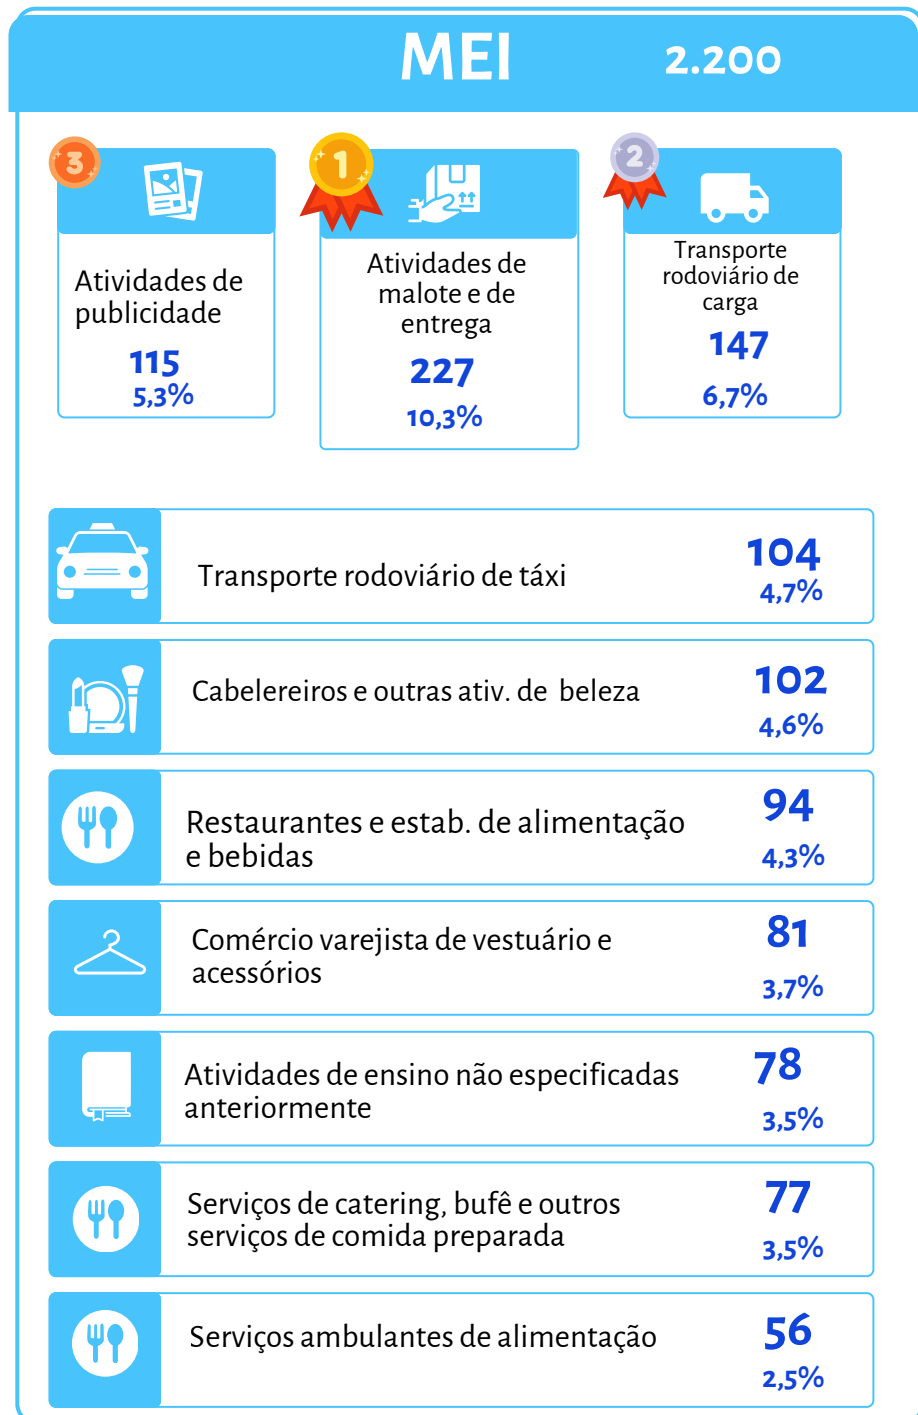 MEI 2.200
3
Atividades de
publicidade
115
5,3%
1
Atividades de
malote e de
entrega
227
10,3%
2
Transporte
rodoviário de
carga
147
6,7%
Transporte rodoviário de táxi
104
4,7%
Cabelereiros e outras ativ. de beleza
102
4,6%
Restaurantes e estab. de alimentação
e bebidas
94
4,3%
Comércio varejista de vestuário e
acessórios
81
3,7%
Atividades de ensino não especificadas
anteriormente
78
3,5%
Serviços de catering, bufê e outros
serviços de comida preparada
77
3,5%
Serviços ambulantes de alimentação
56
2,5%